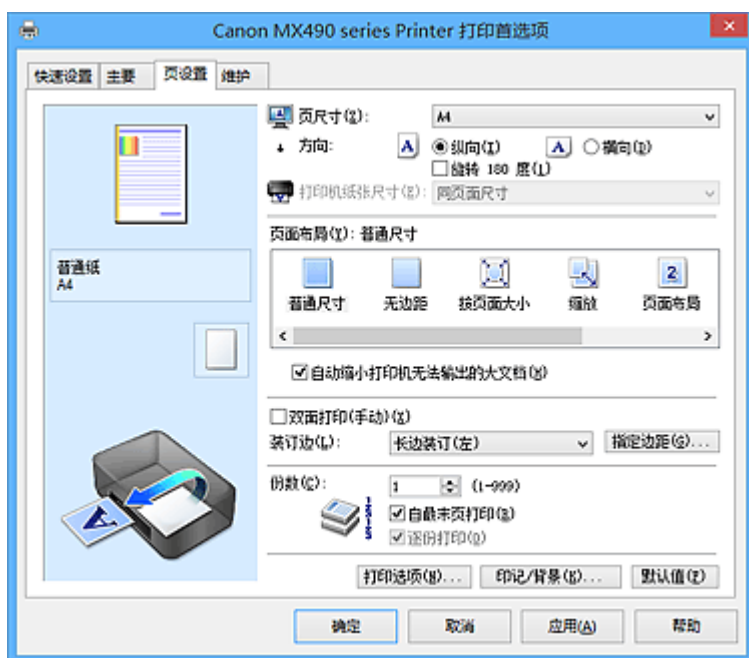 Canon MX490 series Printer 打印首选项
快速设置 主要 页设置 维护
页尺寸(Z): A4
方向: A 纵向(I) A 横向(D)
旋转 180 度(L)
打印机纸张尺寸(E): 同页面尺寸
页面布局(Y): 普通尺寸
普通纸
A4
普通尺寸 无边距 按页面大小 缩放 页面布局
自动缩小打印机无法输出的大文档(N)
双面打印(手动)(X)
装订边(L): 长边装订(左) 指定边距(G)...
份数(C): 1 (1-999)
自最末页打印(R)
逐份打印(O)
打印选项(N)... 印记/背景(K)... 默认值(F)
确定 取消 应用(A) 帮助